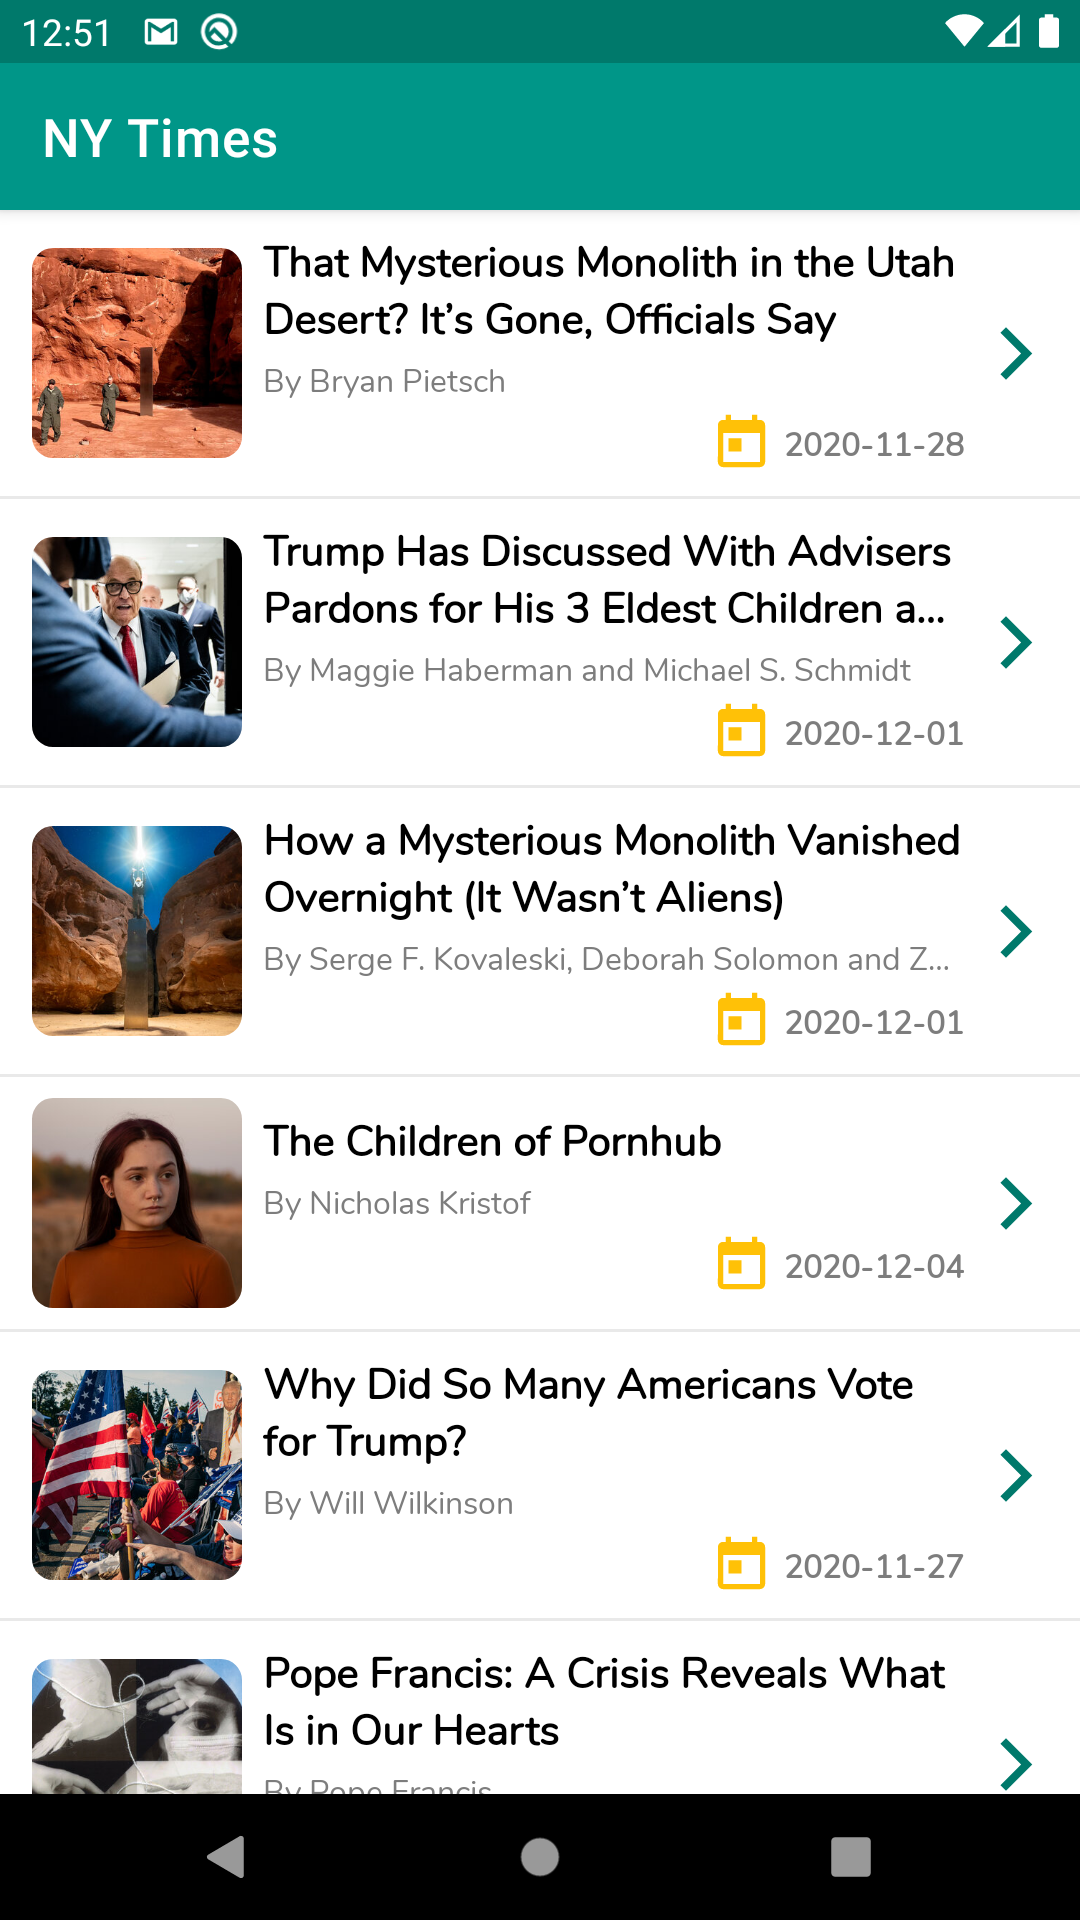 12:51
NY Times
That Mysterious Monolith in the Utah
Desert? It’s Gone, Officials Say
By Bryan Pietsch
2020-11-28
Trump Has Discussed With Advisers
Pardons for His 3 Eldest Children a...
By Maggie Haberman and Michael S. Schmidt
2020-12-01
How a Mysterious Monolith Vanished
Overnight (It Wasn’t Aliens)
By Serge F. Kovaleski, Deborah Solomon and Z...
2020-12-01
The Children of Pornhub
By Nicholas Kristof
2020-12-04
Why Did So Many Americans Vote
for Trump?
By Will Wilkinson
2020-11-27
Pope Francis: A Crisis Reveals What
Is in Our Hearts
By Pope Francis